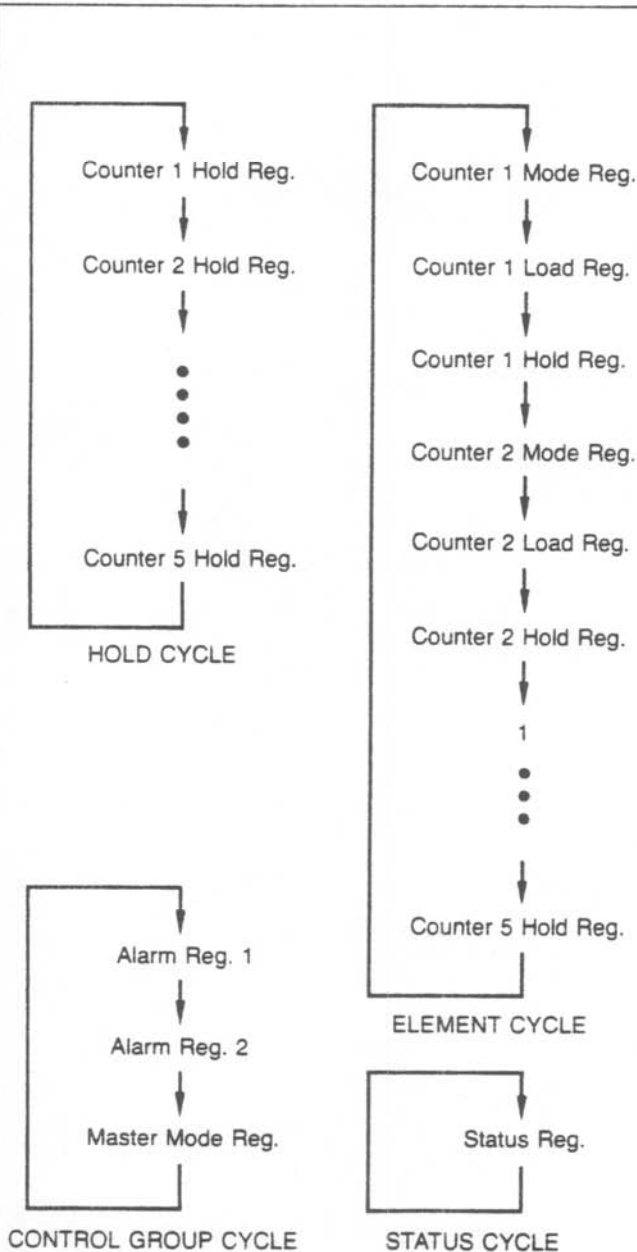 Counter 1 Hold Reg.
Counter 2 Hold Reg.
Counter 5 Hold Reg.
HOLD CYCLE
Counter 1 Mode Reg.
Counter 1 Load Reg.
Counter 1 Hold Reg.
Counter 2 Mode Reg.
Counter 2 Load Reg.
Counter 2 Hold Reg.
1
Counter 5 Hold Reg.
ELEMENT CYCLE
Alarm Reg. 1
Alarm Reg. 2
Master Mode Reg.
CONTROL GROUP CYCLE
Status Reg.
STATUS CYCLE